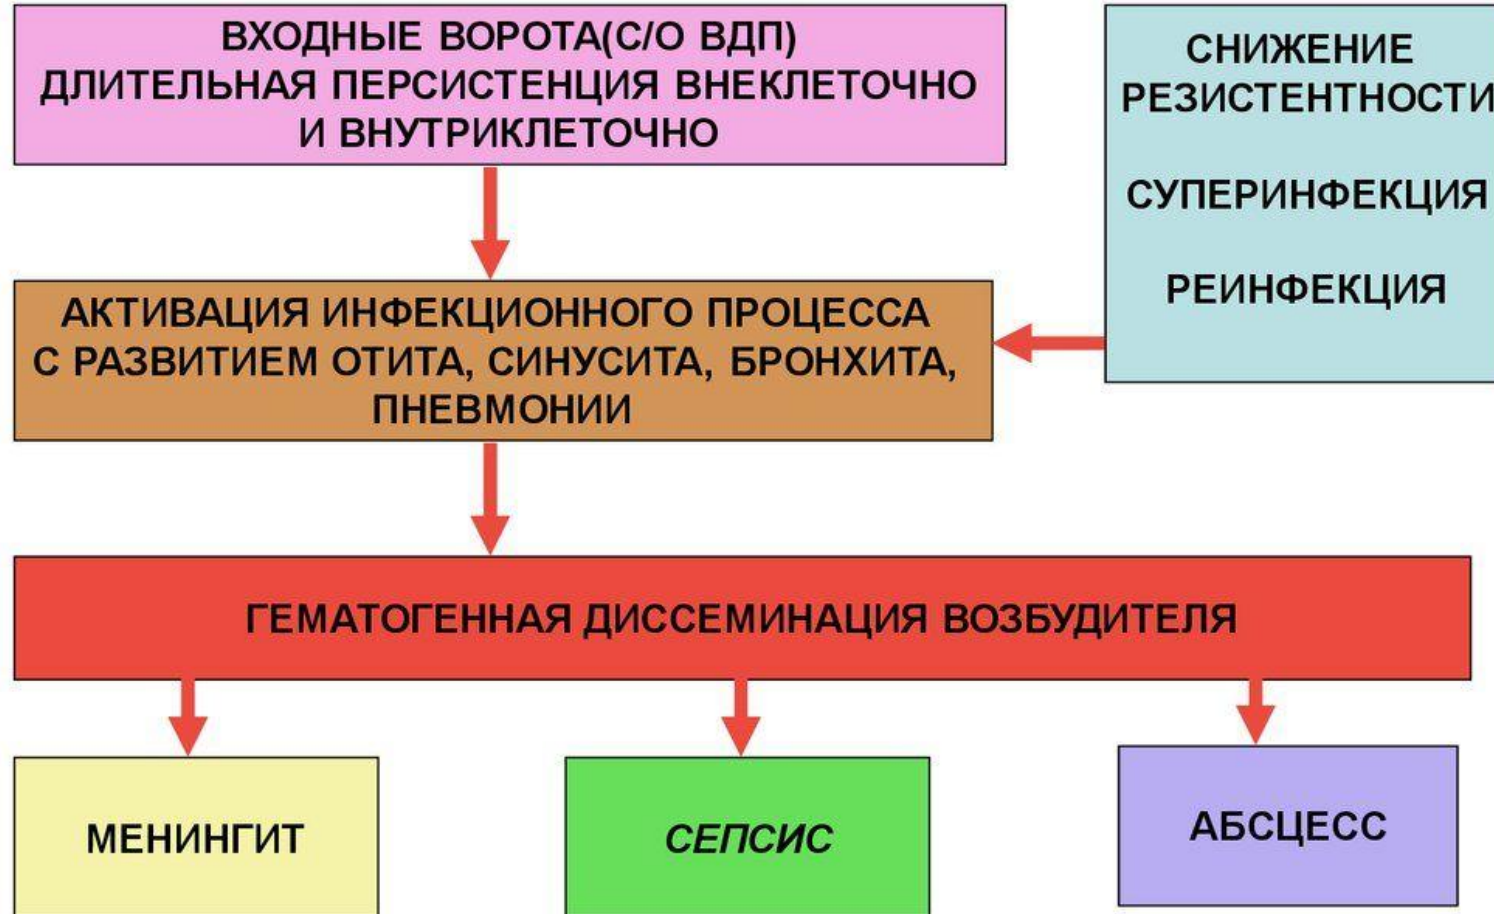 ВХОДНЫЕ ВОРОТА(С/О ВДП)
ДЛИТЕЛЬНАЯ ПЕРСИСТЕНЦИЯ ВНЕКЛЕТОЧНО
И ВНУТРИКЛЕТОЧНО
СНИЖЕНИЕ
РЕЗИСТЕНТНОСТИ
СУПЕРИНФЕКЦИЯ
РЕИНФЕКЦИЯ
АКТИВАЦИЯ ИНФЕКЦИОННОГО ПРОЦЕССА
С РАЗВИТИЕМ ОТИТА, СИНУСИТА, БРОНХИТА,
ПНЕВМОНИИ
ГЕМАТОГЕННАЯ ДИССЕМИНАЦИЯ ВОЗБУДИТЕЛЯ
МЕНИНГИТ
СЕПСИС
АБСЦЕСС